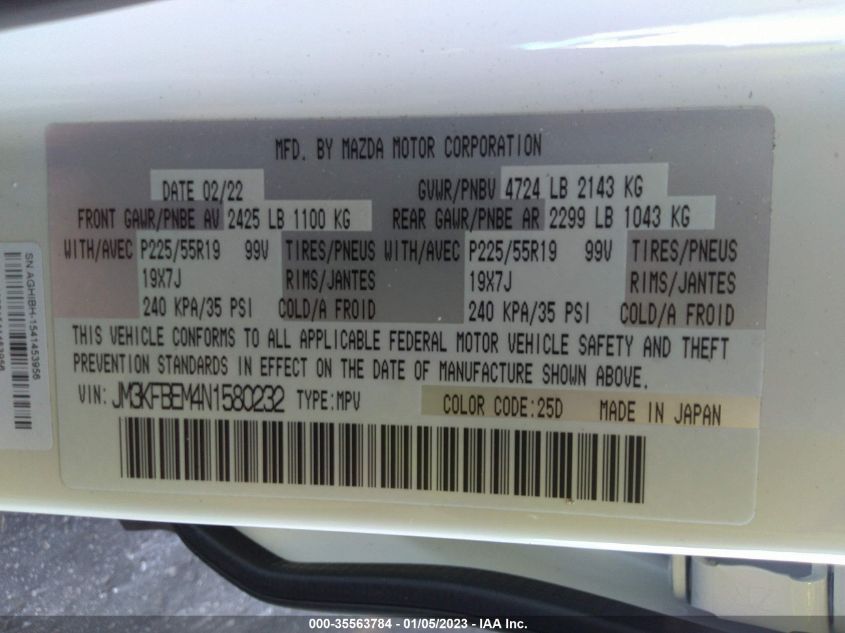 MFD. BY MAZDA MOTOR CORPORATION
DATE 02/22 GVWR/PNBV 4724 LB 2143 KG
FRONT GAWR/PNBE AV 2425 LB 1100 KG REAR GAWR/PNBE AR 2299 LB 1043 KG
WITH/AVEC P225/55R19 99V TIRES/PNEUS WITH/AVEC P225/55R19 99V TIRES/PNEUS
19X7J RIMS/JANTES 19X7J RIMS/JANTES
240 KPA/35 PSI COLD/A FROID 240 KPA/35 PSI COLD/A FROID
THIS VEHICLE CONFORMS TO ALL APPLICABLE FEDERAL MOTOR VEHICLE SAFETY AND THEFT
PREVENTION STANDARDS IN EFFECT ON THE DATE OF MANUFACTURE SHOWN ABOVE.
VIN: JM3KFBEM4N1580232 TYPE:MPV COLOR CODE:25D MADE IN JAPAN
SN AGHIBH-1541453956
000-35563784 - 01/05/2023 - IAA Inc.